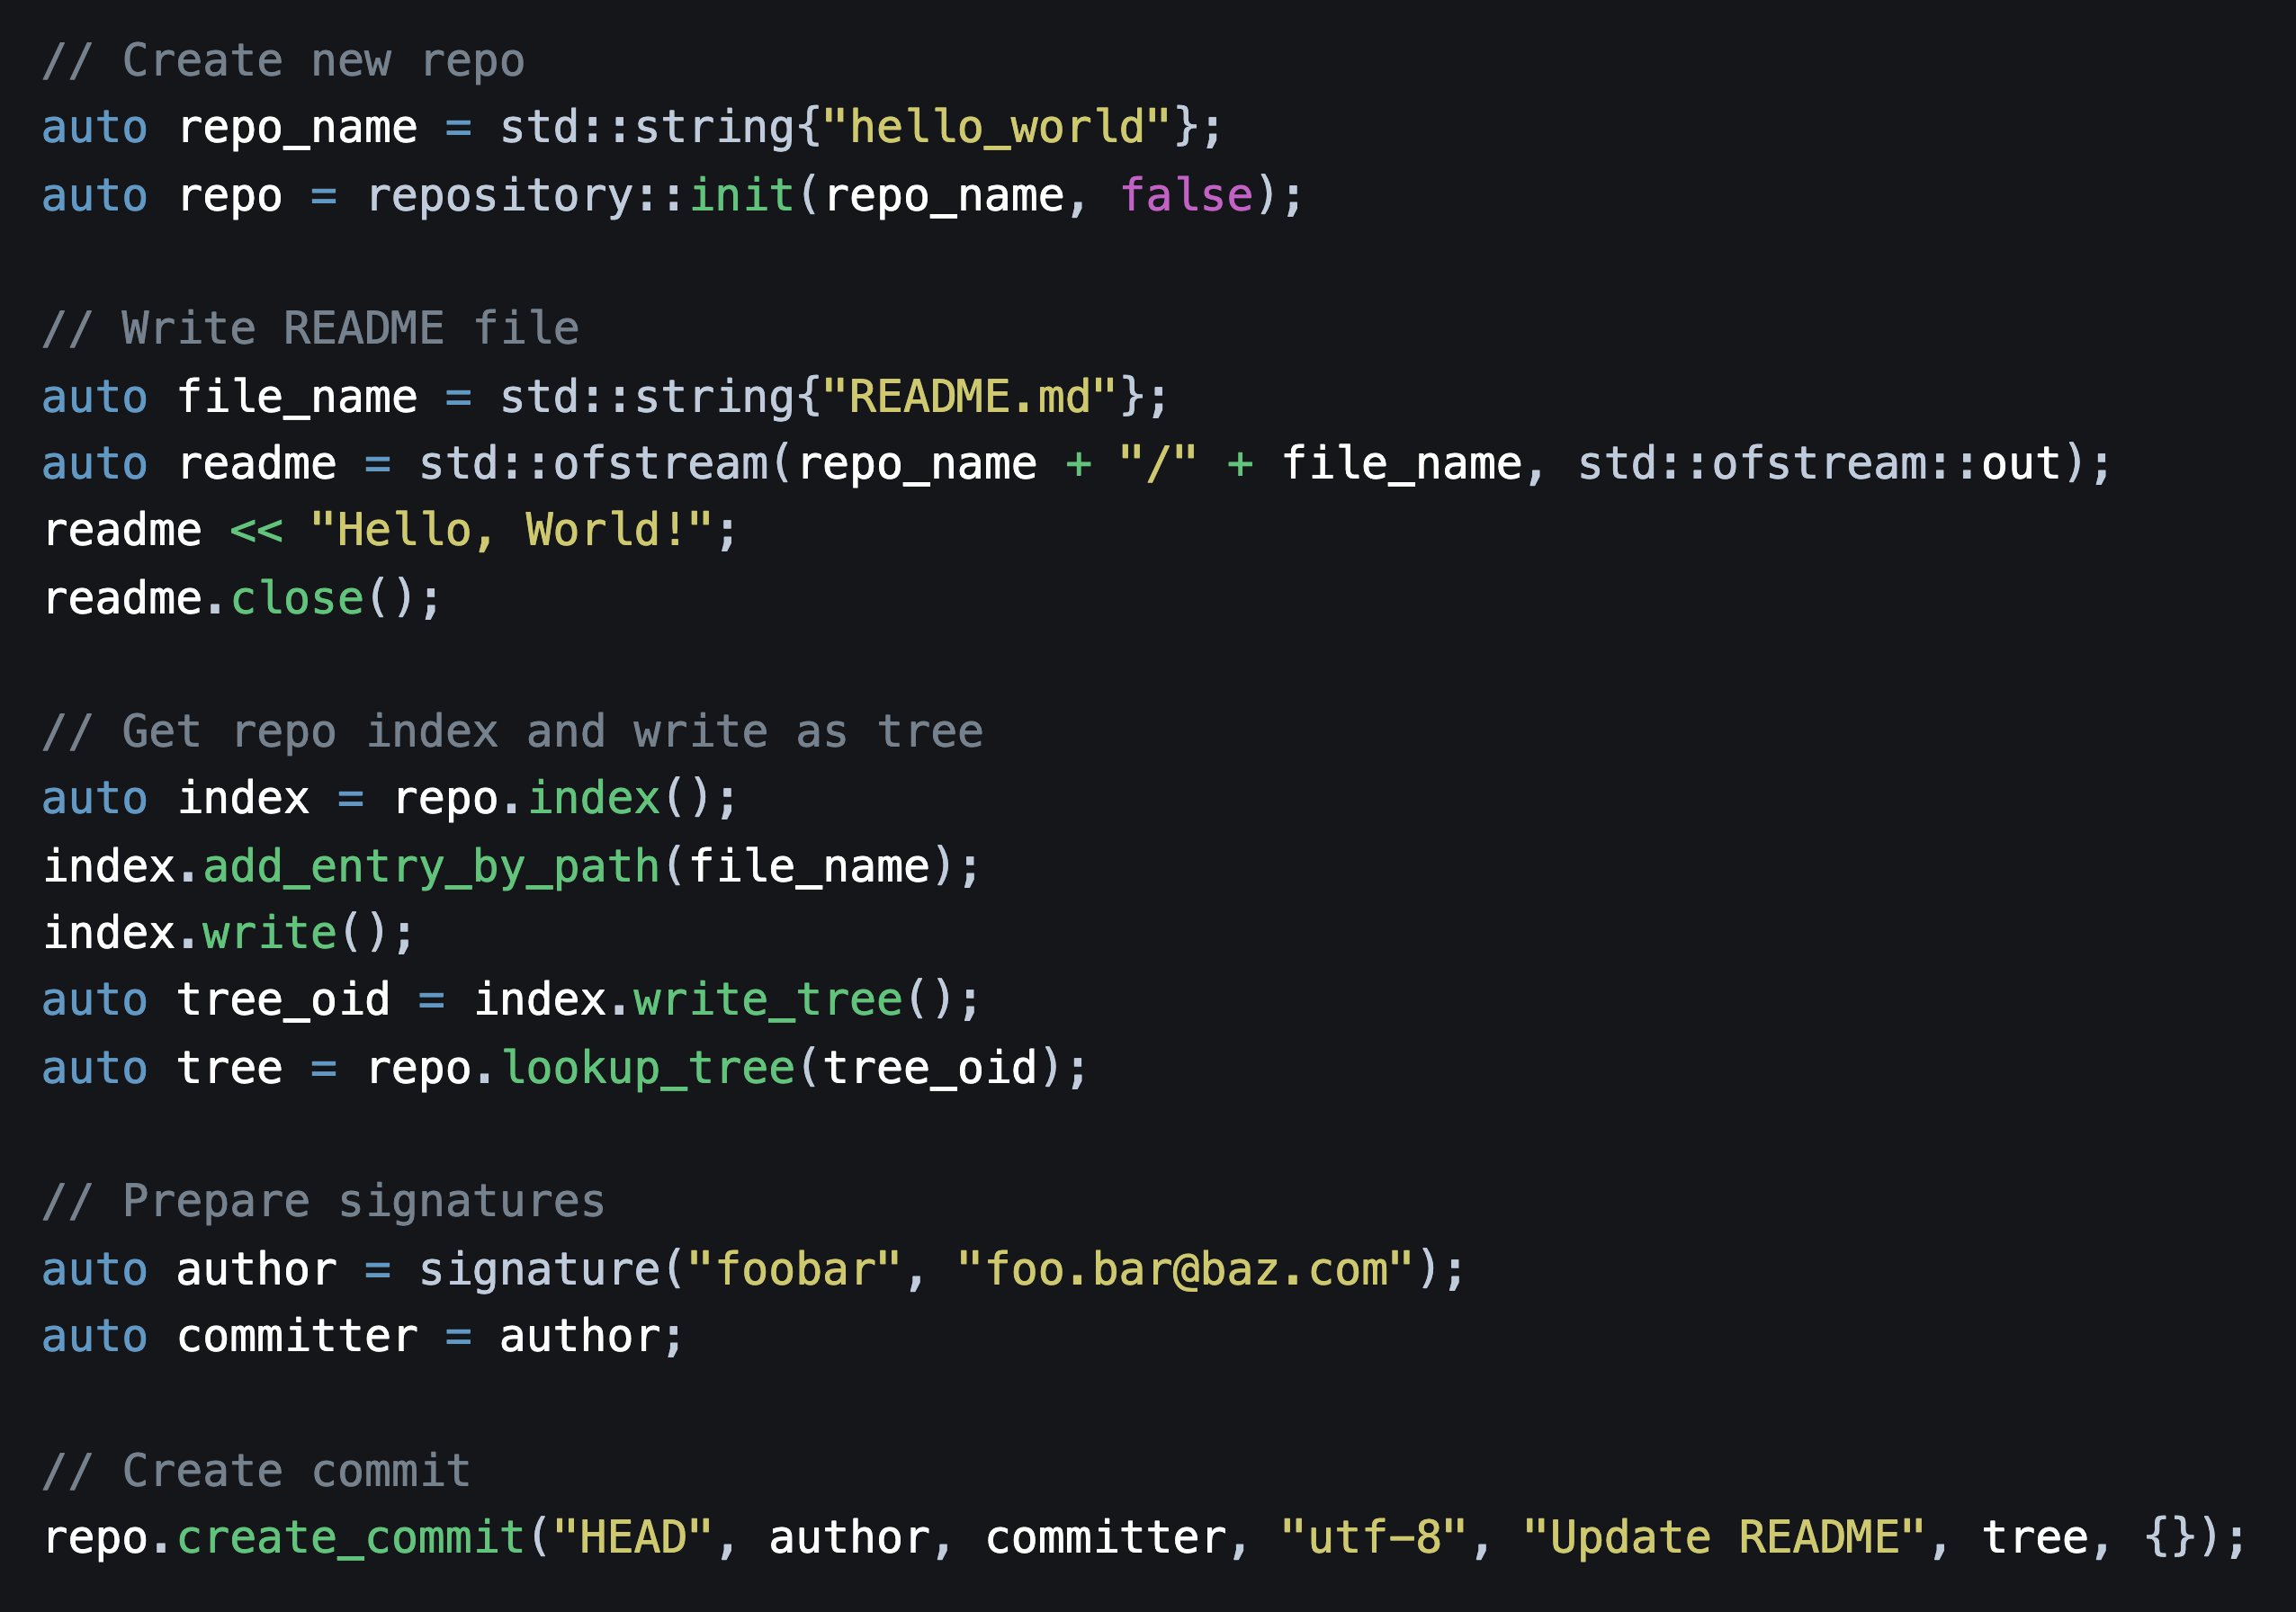 // Create new repo
auto repo_name = std::string{"hello_world"};
auto repo = repository::init(repo_name, false);
// Write README file
auto file_name = std::string{"README.md"};
auto readme = std::ofstream(repo_name + "/" + file_name, std::ofstream::out);
readme << "Hello, World!";
readme.close();
// Get repo index and write as tree
auto index = repo.index();
index.add_entry_by_path(file_name);
index.write();
auto tree_oid = index.write_tree();
auto tree = repo.lookup_tree(tree_oid);
// Prepare signatures
auto author = signature("foobar", "foo.bar@baz.com");
auto committer = author;
// Create commit
repo.create_commit("HEAD", author, committer, "utf-8", "Update README", tree, {});